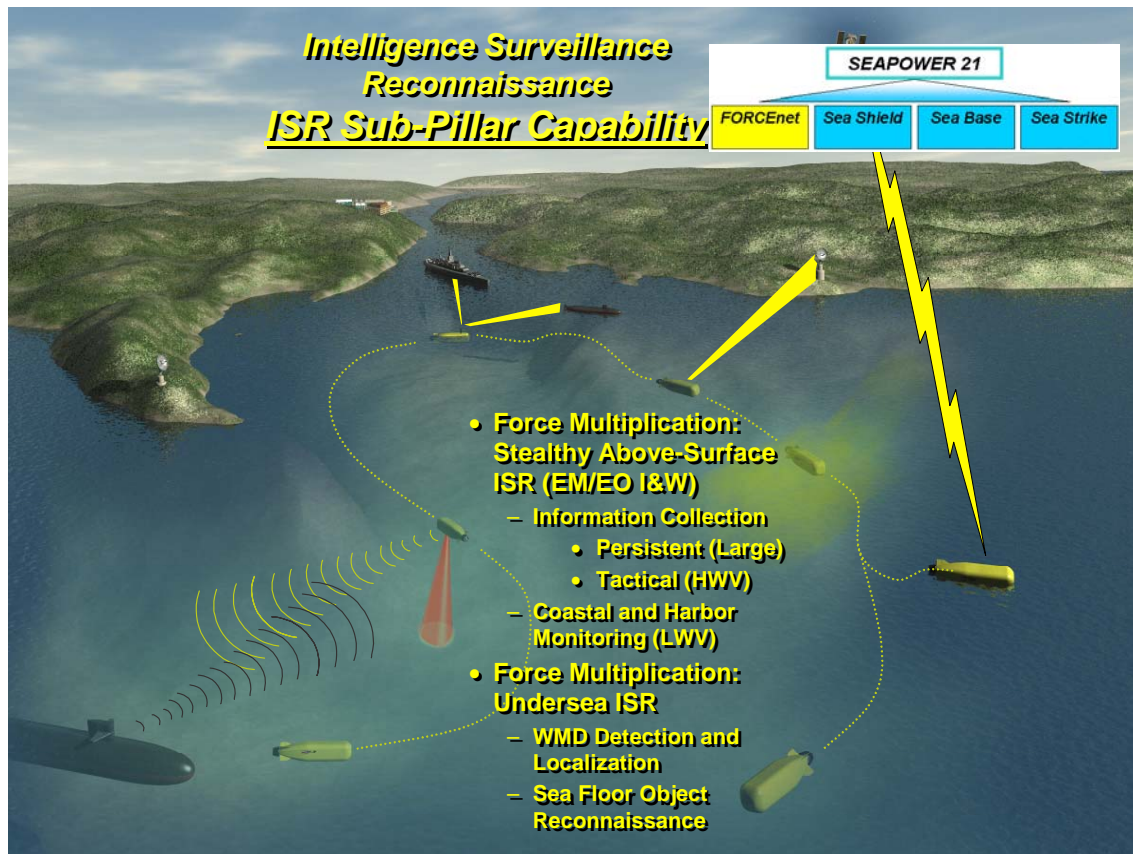 Intelligence Surveillance
Reconnaissance
ISR Sub-Pillar Capability
SEAPOWER 21
FORCEnet
Sea Shield
Sea Base
Sea Strike
• Force Multiplication:
Stealthy Above-Surface
ISR (EM/EO I&W)
– Information Collection
• Persistent (Large)
• Tactical (HWV)
– Coastal and Harbor
Monitoring (LWV)
• Force Multiplication:
Undersea ISR
– WMD Detection and
Localization
– Sea Floor Object
Reconnaissance